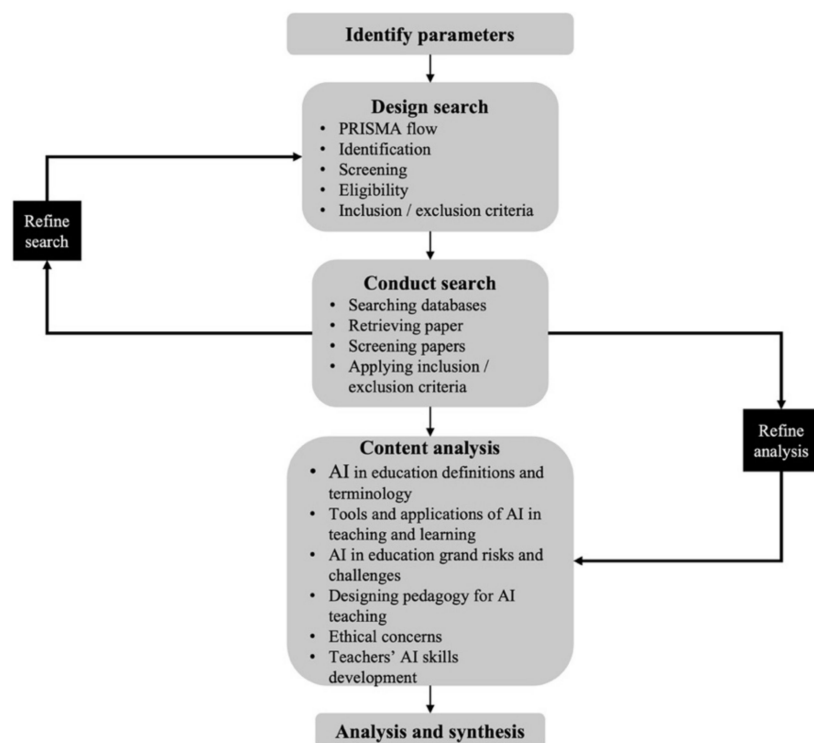 Identify parameters
Design search
• PRISMA flow
• Identification
• Screening
• Eligibility
• Inclusion / exclusion criteria
Refine
search
Conduct search
• Searching databases
• Retrieving paper
• Screening papers
• Applying inclusion /
exclusion criteria
Refine
analysis
Content analysis
• AI in education definitions and
terminology
• Tools and applications of AI in
teaching and learning
• AI in education grand risks and
challenges
• Designing pedagogy for AI
teaching
• Ethical concerns
• Teachers’ AI skills
development
Analysis and synthesis